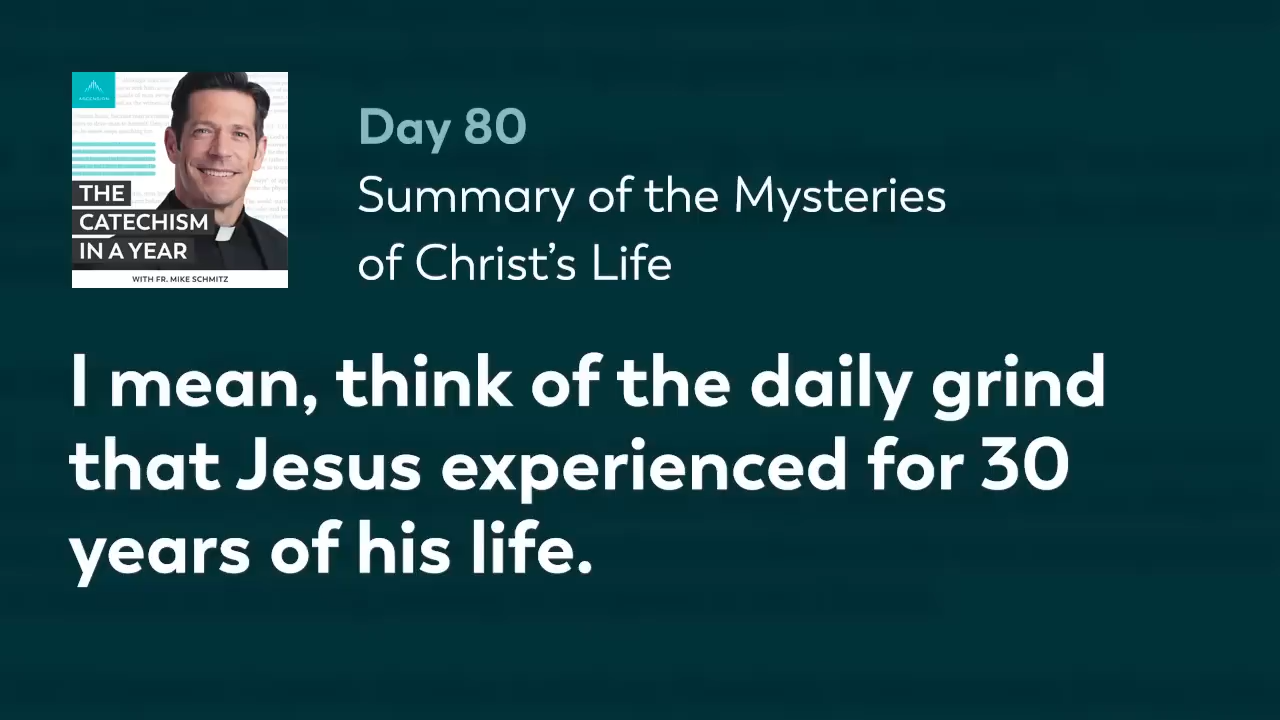 ASCENSION
THE
CATECHISM
IN A YEAR
WITH FR. MIKE SCHMITZ
Day 80
Summary of the Mysteries
of Christ’s Life
I mean, think of the daily grind
that Jesus experienced for 30
years of his life.